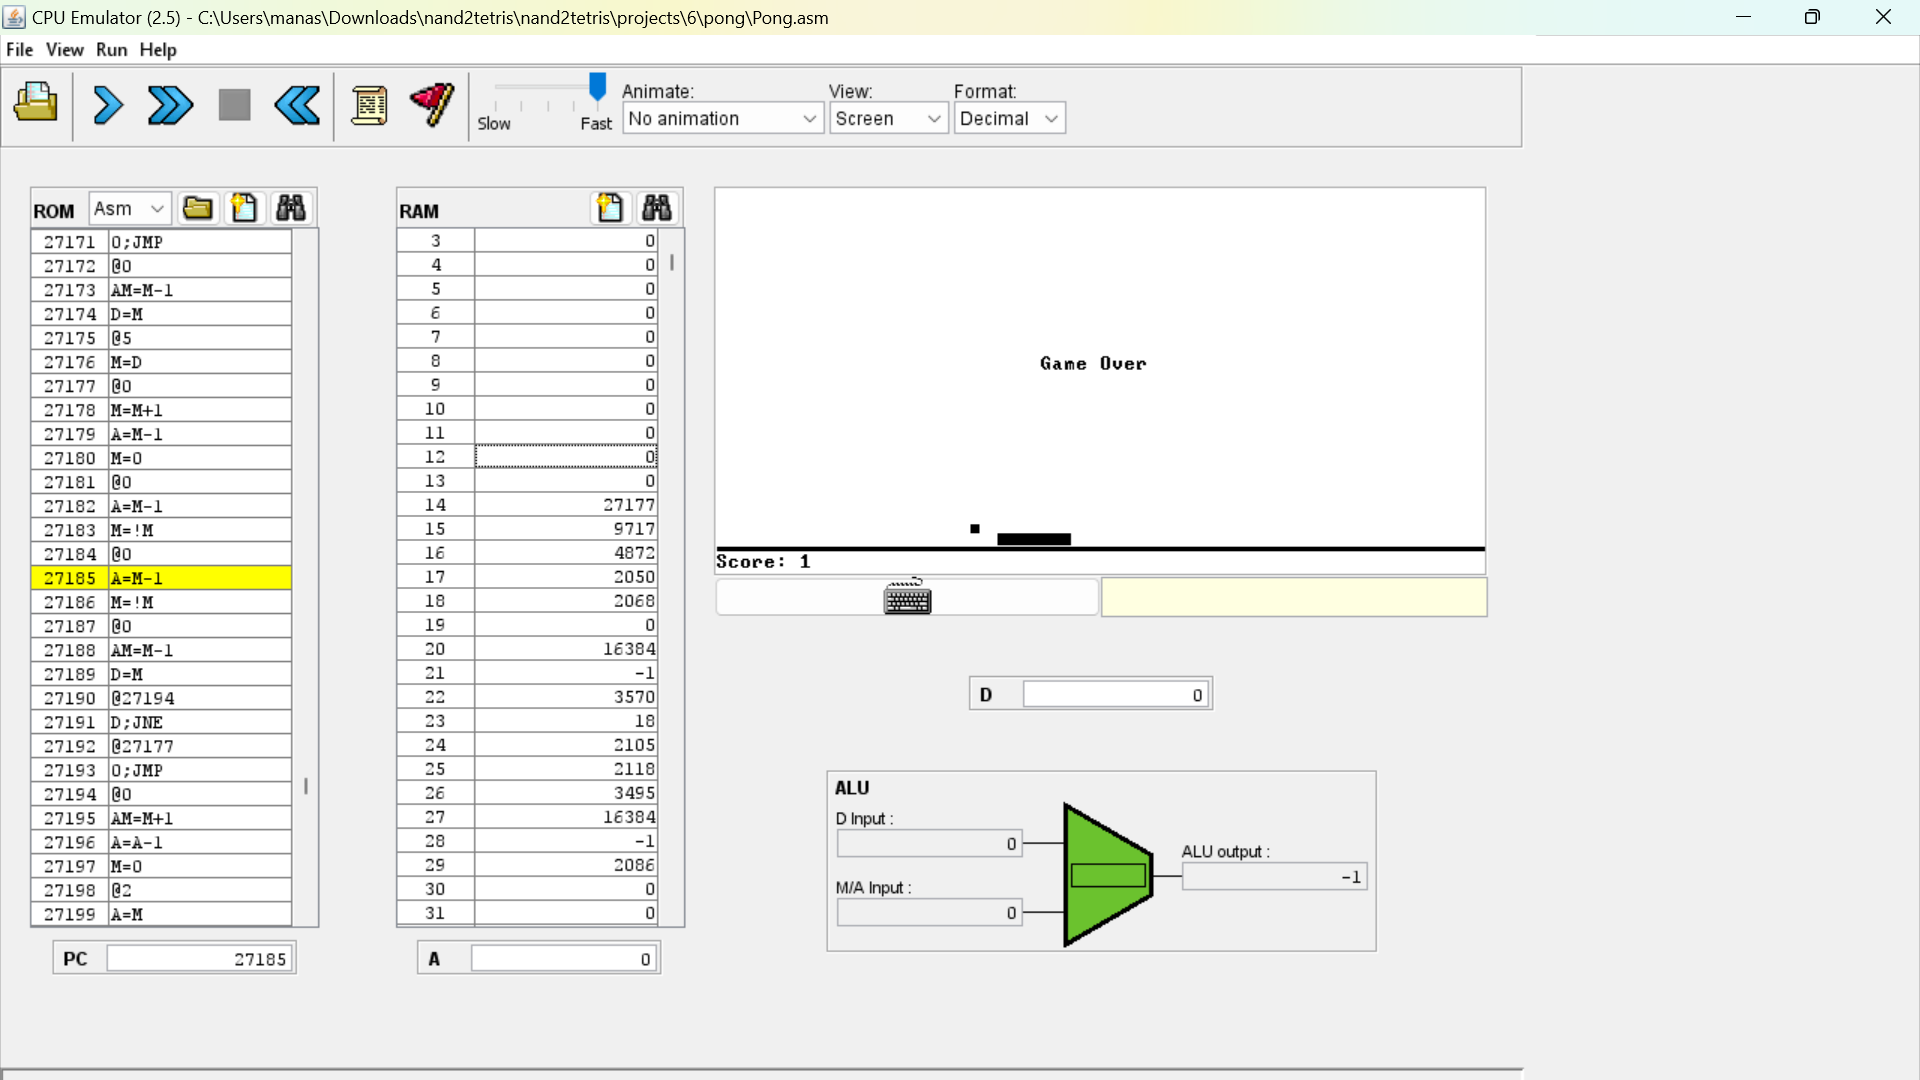 CPU Emulator (2.5) - C:\Users\manas\Downloads\nand2tetris\nand2tetris\projects\6\pong\Pong.asm
File View Run Help
Slow Fast
Animate: View: Format:
No animation Screen Decimal
ROM Asm
27171 0;JMP
27172 @0
27173 AM=M-1
27174 D=M
27175 @5
27176 M=D
27177 @0
27178 M=M+1
27179 A=M-1
27180 M=0
27181 @0
27182 A=M-1
27183 M=!M
27184 @0
27185 A=M-1
27186 M=!M
27187 @0
27188 AM=M-1
27189 D=M
27190 @27194
27191 D;JNE
27192 @27177
27193 0;JMP
27194 @0
27195 AM=M+1
27196 A=A-1
27197 M=0
27198 @2
27199 A=M
PC 27185
RAM
3 0
4 0
5 0
6 0
7 0
8 0
9 0
10 0
11 0
12 0
13 0
14 27177
15 9717
16 4872
17 2050
18 2068
19 0
20 16384
21 -1
22 3570
23 18
24 2105
25 2118
26 3495
27 16384
28 -1
29 2086
30 0
31 0
A 0
Game Over
Score: 1
D 0
ALU
D Input :
0
M/A Input :
0
ALU output :
-1